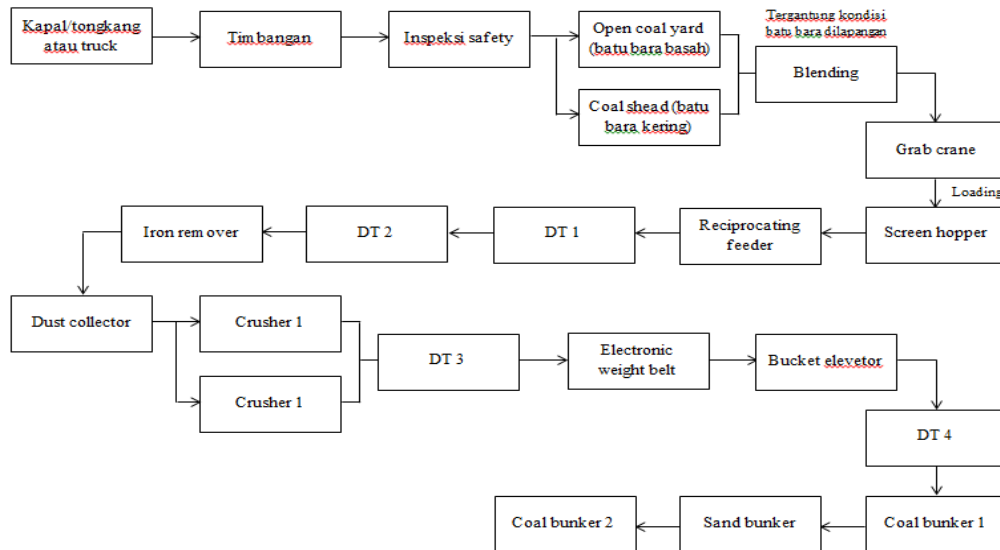 Kapal/tongkang
atau truck
Timbangan
Inspeksi safety
Open coal yard
(batu bara basah)
Coal shead (batu
bara kering)
Tergantung kondisi
batu bara dilapangan
Blending
Grab crane
Loading
Screen hopper
Reciprocating
feeder
DT 1
DT 2
Iron remover
Dust collector
Crusher 1
Crusher 1
DT 3
Electronic
weight belt
Bucket elevetor
DT 4
Coal bunker 1
Sand bunker
Coal bunker 2